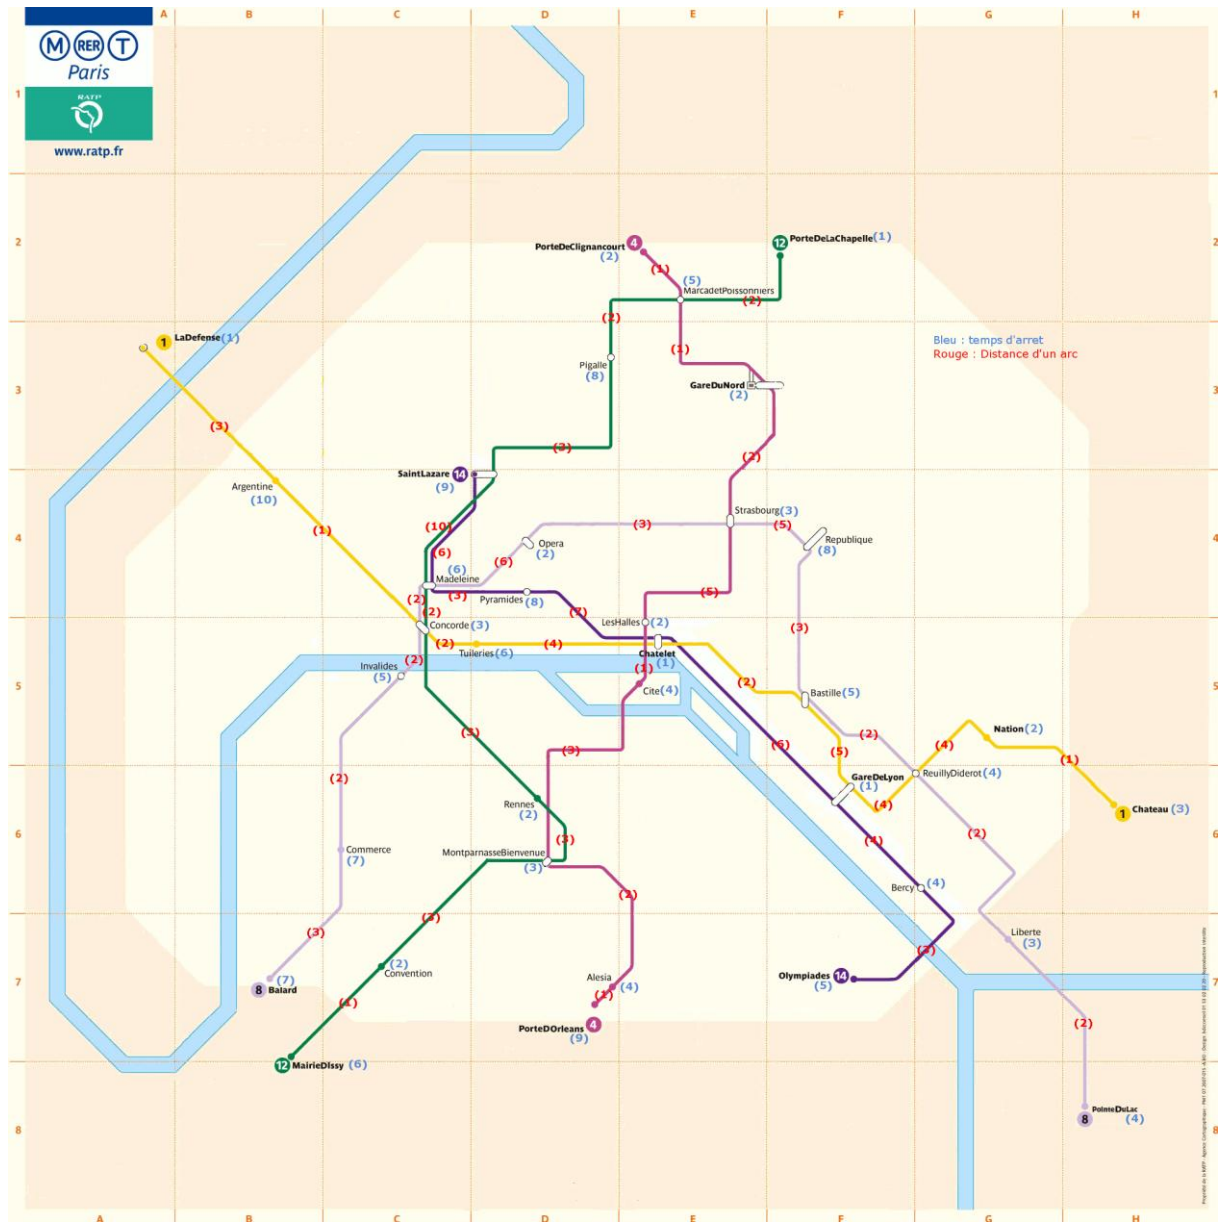 A B C D E F G H
M RER T
Paris
RATP
www.ratp.fr
1 1
2 2
PorteDeClignancourt 4
(2)
12 PorteDeLaChapelle(1)
(1)
(5)
MarcadetPoissonniers
(2)
(2)
1 LaDefense(1)
Bleu : temps d'arret
Rouge : Distance d'un arc
(1)
Pigalle
(8)
GareDuNord
(2)
3 3
(3)
(3)
(2)
SaintLazare 14
(9)
Argentine
(10)
Strasbourg(3)
(1)
(10)
(3)
(5)
4 4
Opera
(2)
Republique
(8)
(6)
(6)
(6)
Madeleine
(2)
(3)
Pyramides (8)
(5)
(2)
(7)
Concorde(3)
LesHalles (2)
(3)
(2)
(4)
Tuileries(6)
Chatelet
(1)
(2)
Invalides
(5)
(1)
Cite(4)
(2)
Bastille(5)
5 5
(3)
(2)
Nation(2)
(3)
(6)
(5)
(4)
(1)
(2)
GareDeLyon
(1)
ReuillyDiderot(4)
Rennes
(2)
(4)
1 Chateau (3)
6 6
(3)
(4)
(2)
Commerce
(7)
MontparnasseBienvenue
(3)
Bercy (4)
(2)
(3)
(3)
Liberte
(3)
(3)
(2)
Convention
(7)
8 Balard
Alesia
(4)
Olympiades 14
(5)
7 7
(1)
(1)
PorteDOrleans 4
(9)
(2)
12 MairieDIssy (6)
PointeDuLac
8 (4)
8 8
A B C D E F G H